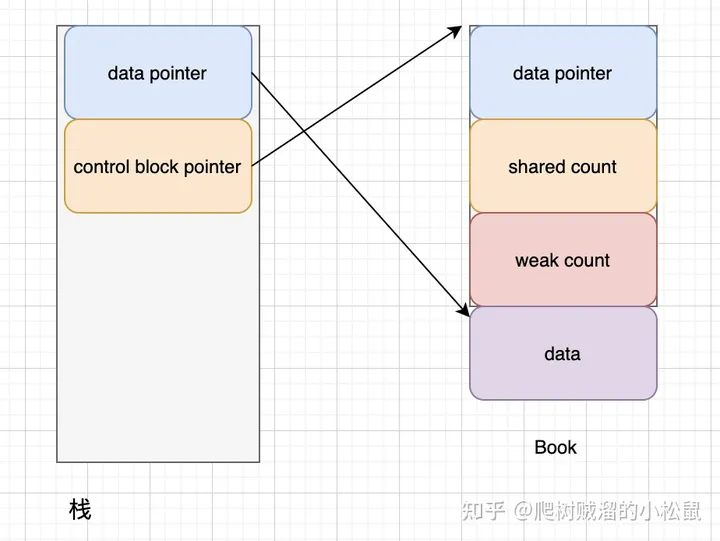 data pointer
control block pointer
data pointer
shared count
weak count
data
Book
栈
知乎 @爬树贼溜的小松鼠